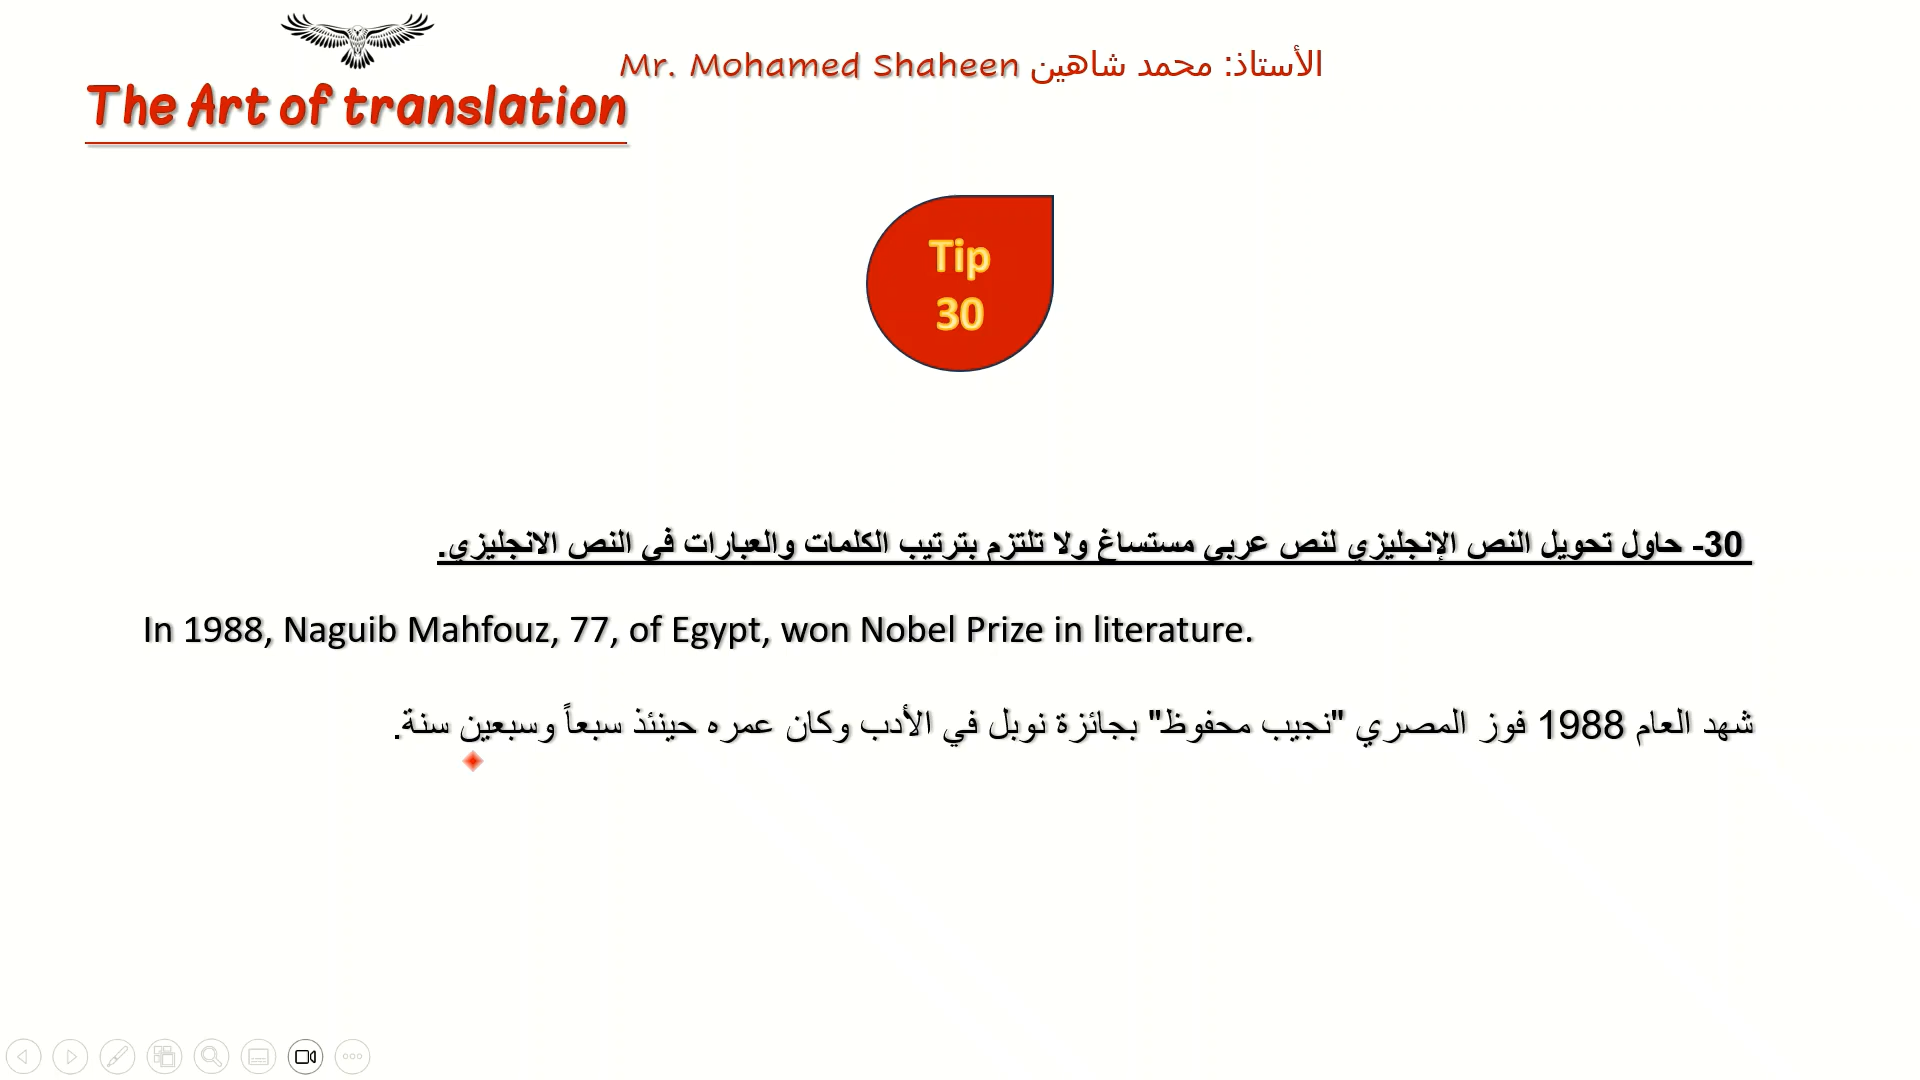 Mr. Mohamed Shaheen الأستاذ: محمد شاهين
The Art of translation
Tip
30
30- حاول تحويل النص الإنجليزي لنص عربي مستساغ ولا تلتزم بترتيب الكلمات والعبارات في النص الانجليزي.
In 1988, Naguib Mahfouz, 77, of Egypt, won Nobel Prize in literature.
شهد العام 1988 فوز المصري "نجيب محفوظ" بجائزة نوبل في الأدب وكان عمره حينئذ سبعاً وسبعين سنة.